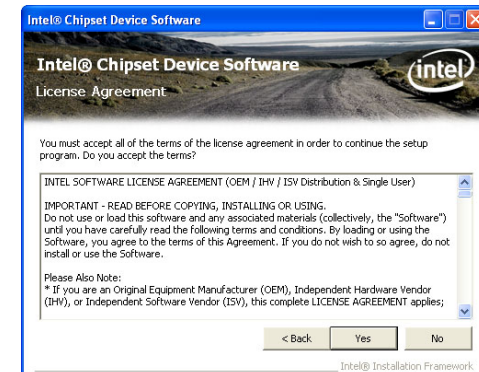 Intel® Chipset Device Software
Intel® Chipset Device Software
License Agreement
intel
You must accept all of the terms of the license agreement in order to continue the setup
program. Do you accept the terms?
INTEL SOFTWARE LICENSE AGREEMENT (OEM / IHV / ISV Distribution & Single User)
IMPORTANT - READ BEFORE COPYING, INSTALLING OR USING.
Do not use or load this software and any associated materials (collectively, the "Software")
until you have carefully read the following terms and conditions. By loading or using the
Software, you agree to the terms of this Agreement. If you do not wish to so agree, do not
install or use the Software.
Please Also Note:
* If you are an Original Equipment Manufacturer (OEM), Independent Hardware Vendor
(IHV), or Independent Software Vendor (ISV), this complete LICENSE AGREEMENT applies;
< Back
Yes
No
Intel® Installation Framework